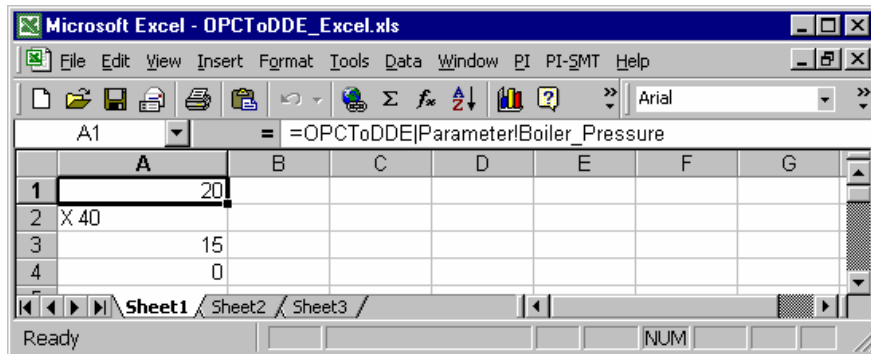 Microsoft Excel - OPCToDDE_Excel.xls
File Edit View Insert Format Tools Data Window PI PI-SMT Help
Σ fx A Z ? » Arial »
A1 = =OPCToDDE|Parameter!Boiler_Pressure
A B C D E F G
1 20
2 X 40
3 15
4 0
Sheet1 / Sheet2 / Sheet3 /
Ready NUM